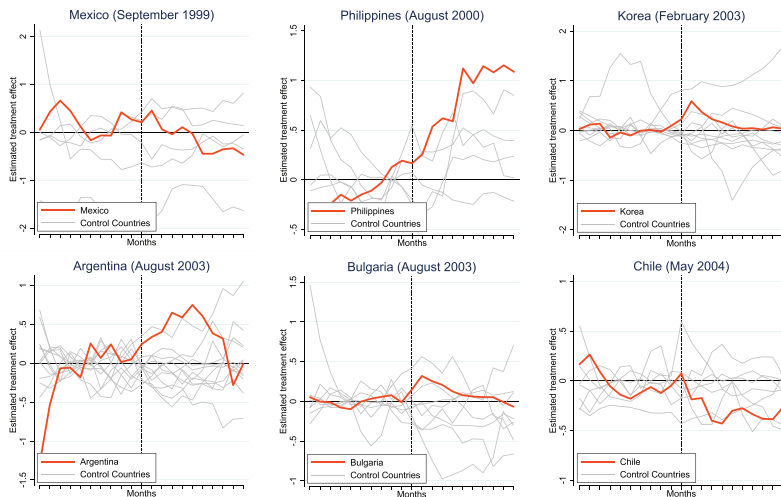 Mexico (September 1999)
Estimated treatment effect
2
1
0
-1
-2
Mexico
Control Countries
Months
Philippines (August 2000)
Estimated treatment effect
1.5
1
.5
0
-.5
Philippines
Control Countries
Months
Korea (February 2003)
Estimated treatment effect
2
1
0
-1
-2
Korea
Control Countries
Months
Argentina (August 2003)
Estimated treatment effect
1
.5
0
-.5
-1
-1.5
Argentina
Control Countries
Months
Bulgaria (August 2003)
Estimated treatment effect
1.5
1
.5
0
-.5
-1
Bulgaria
Control Countries
Months
Chile (May 2004)
Estimated treatment effect
1
.5
0
-.5
-1
Chile
Control Countries
Months